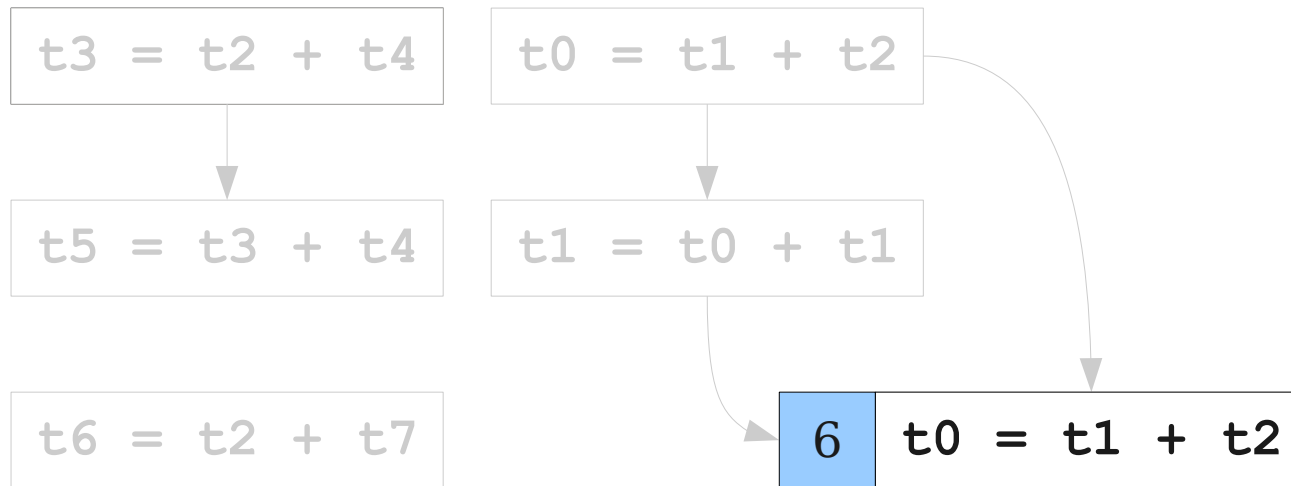 t3 = t2 + t4
t0 = t1 + t2
t5 = t3 + t4
t1 = t0 + t1
t6 = t2 + t7
6 t0 = t1 + t2